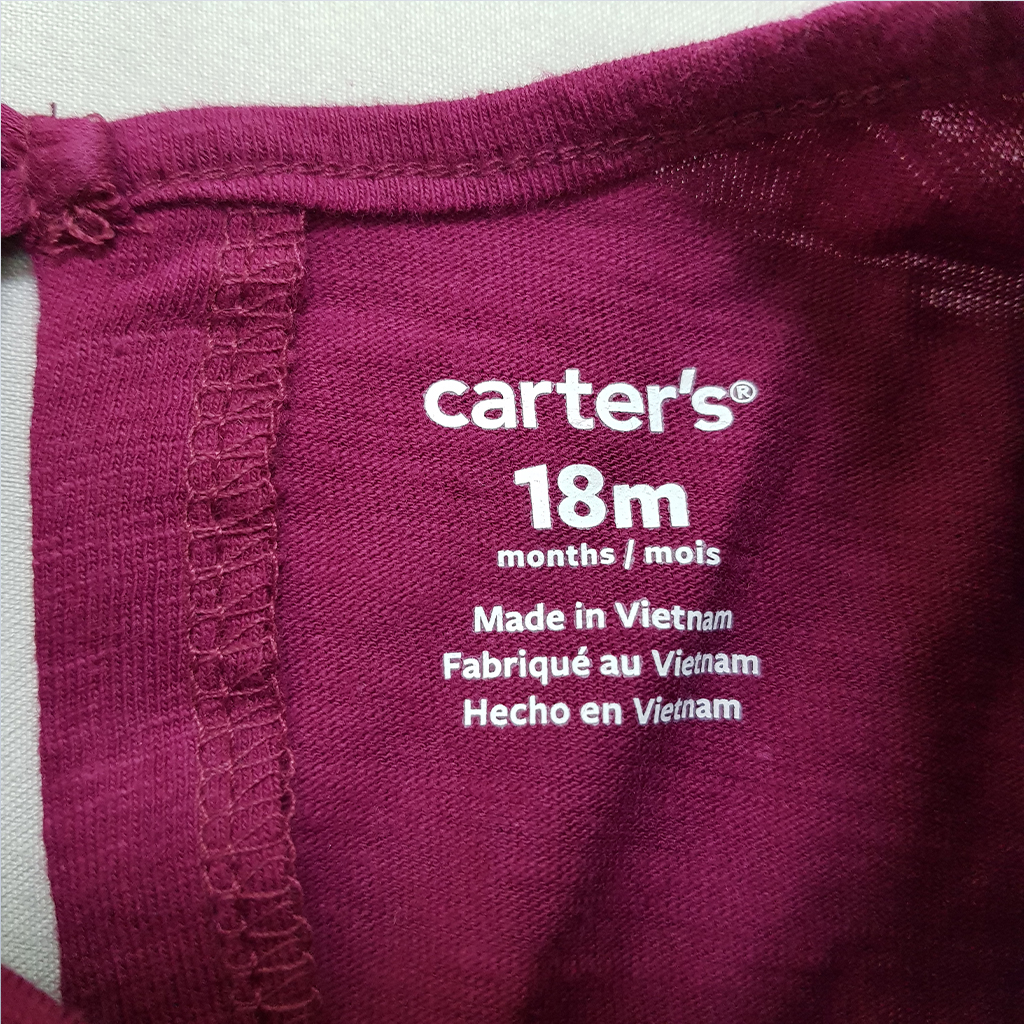 carter's®
18m
months / mois
Made in Vietnam
Fabriqué au Vietnam
Hecho en Vietnam